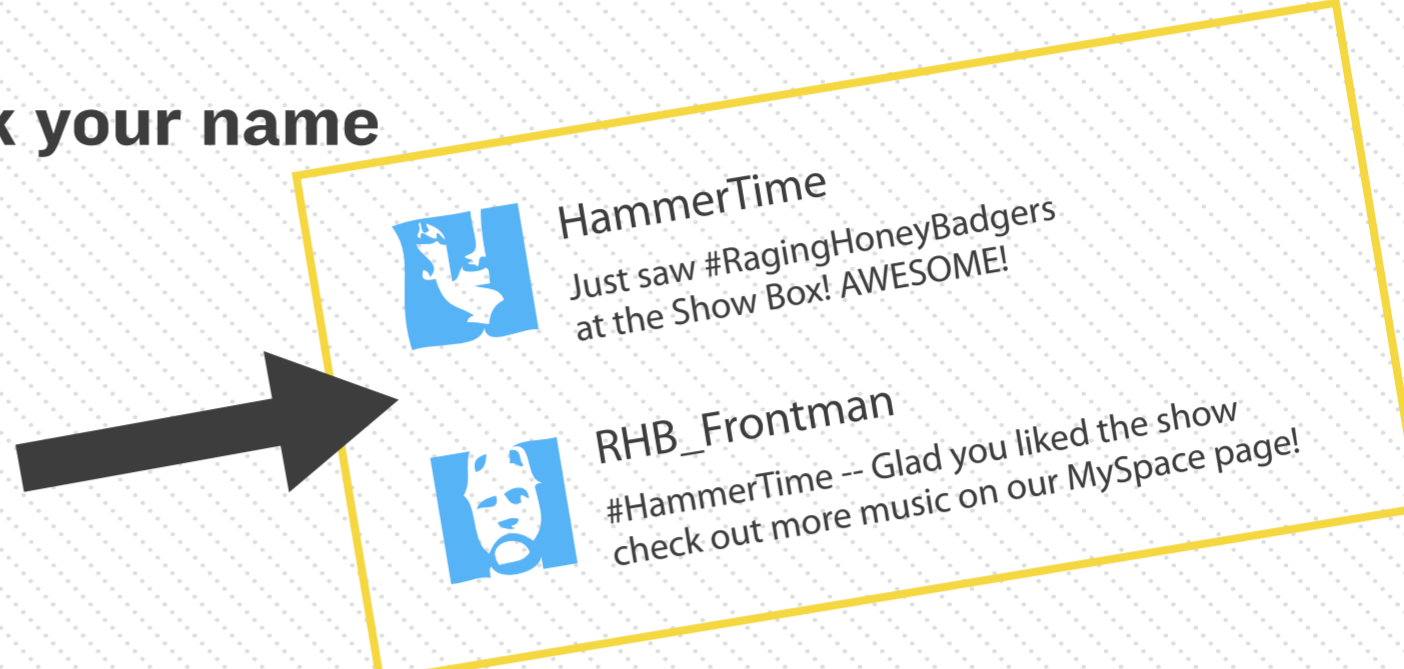 your name
HammerTime
Just saw #RagingHoneyBadgers
at the Show Box! AWESOME!
RHB_Frontman
#HammerTime -- Glad you liked the show
check out more music on our MySpace page!